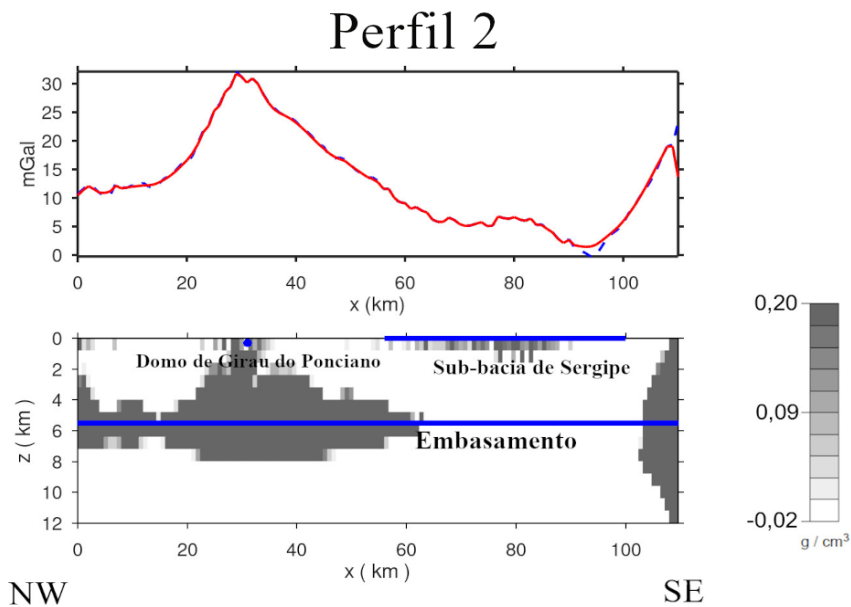 Perfil 2
mGal
30
25
20
15
10
5
0
0 20 40 60 80 100
x (km)
0
2
4
6
8
10
12
z ( km )
Domo de Girau do Ponciano
Sub-bacia de Sergipe
Embasamento
0 20 40 60 80 100
x ( km )
NW
SE
0,20
0,09
-0,02
g / cm³